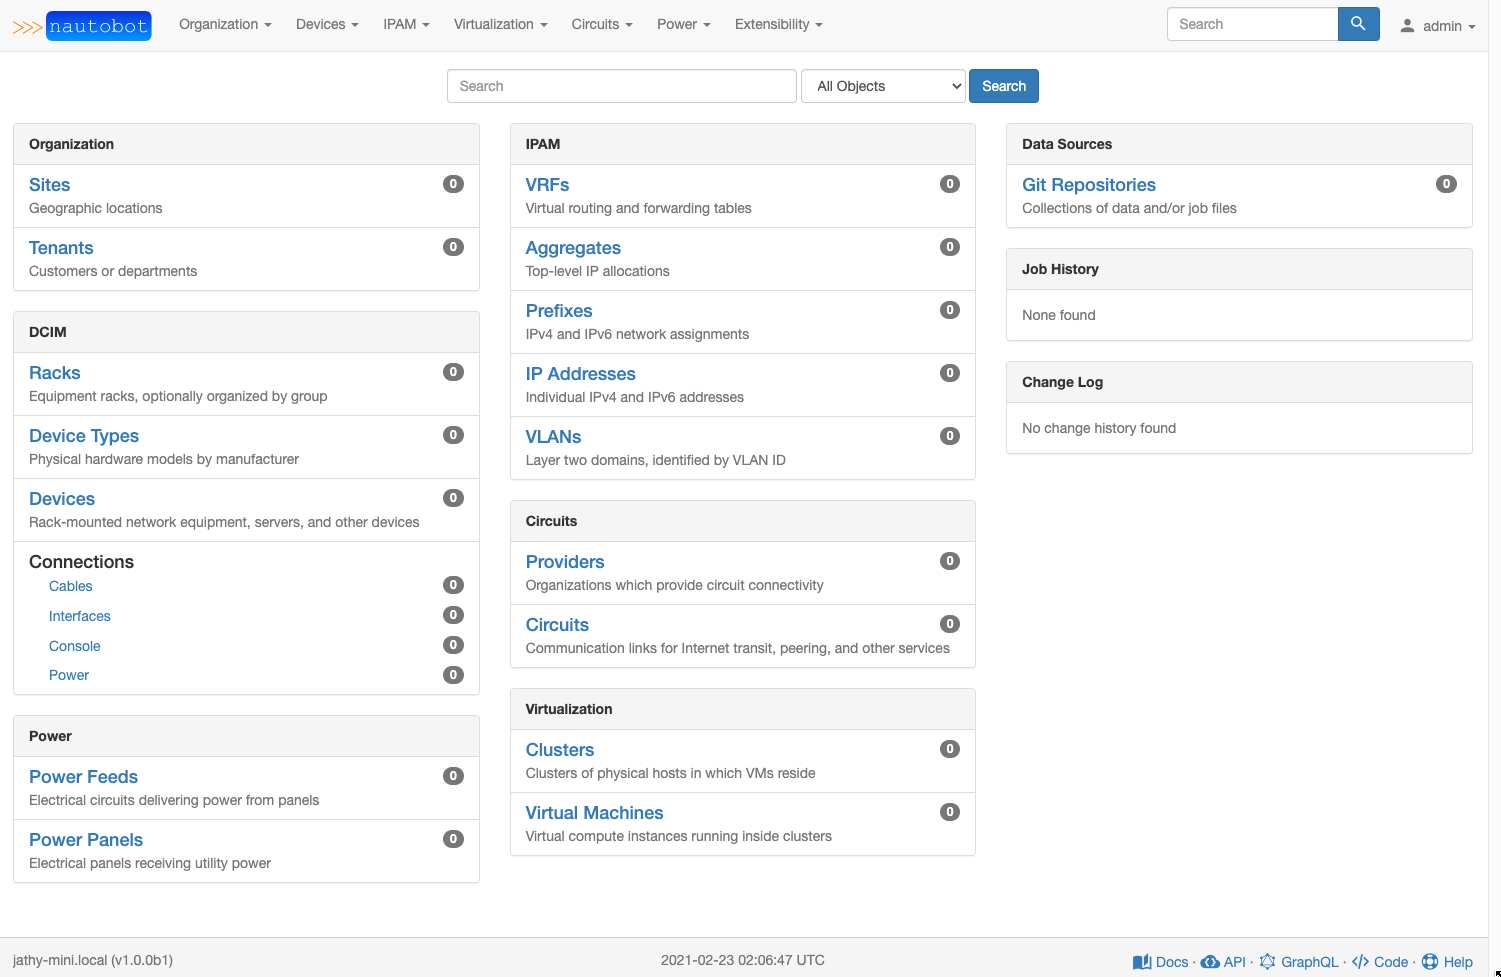 nautobot Organization Devices IPAM Virtualization Circuits Power Extensibility Search admin
Search All Objects Search
Organization
Sites 0
Geographic locations
Tenants 0
Customers or departments
DCIM
Racks 0
Equipment racks, optionally organized by group
Device Types 0
Physical hardware models by manufacturer
Devices 0
Rack-mounted network equipment, servers, and other devices
Connections
Cables 0
Interfaces 0
Console 0
Power 0
Power
Power Feeds 0
Electrical circuits delivering power from panels
Power Panels 0
Electrical panels receiving utility power
IPAM
VRFs 0
Virtual routing and forwarding tables
Aggregates 0
Top-level IP allocations
Prefixes 0
IPv4 and IPv6 network assignments
IP Addresses 0
Individual IPv4 and IPv6 addresses
VLANs 0
Layer two domains, identified by VLAN ID
Circuits
Providers 0
Organizations which provide circuit connectivity
Circuits 0
Communication links for Internet transit, peering, and other services
Virtualization
Clusters 0
Clusters of physical hosts in which VMs reside
Virtual Machines 0
Virtual compute instances running inside clusters
Data Sources
Git Repositories 0
Collections of data and/or job files
Job History
None found
Change Log
No change history found
jathy-mini.local (v1.0.0b1) 2021-02-23 02:06:47 UTC Docs · API · GraphQL · Code · Help